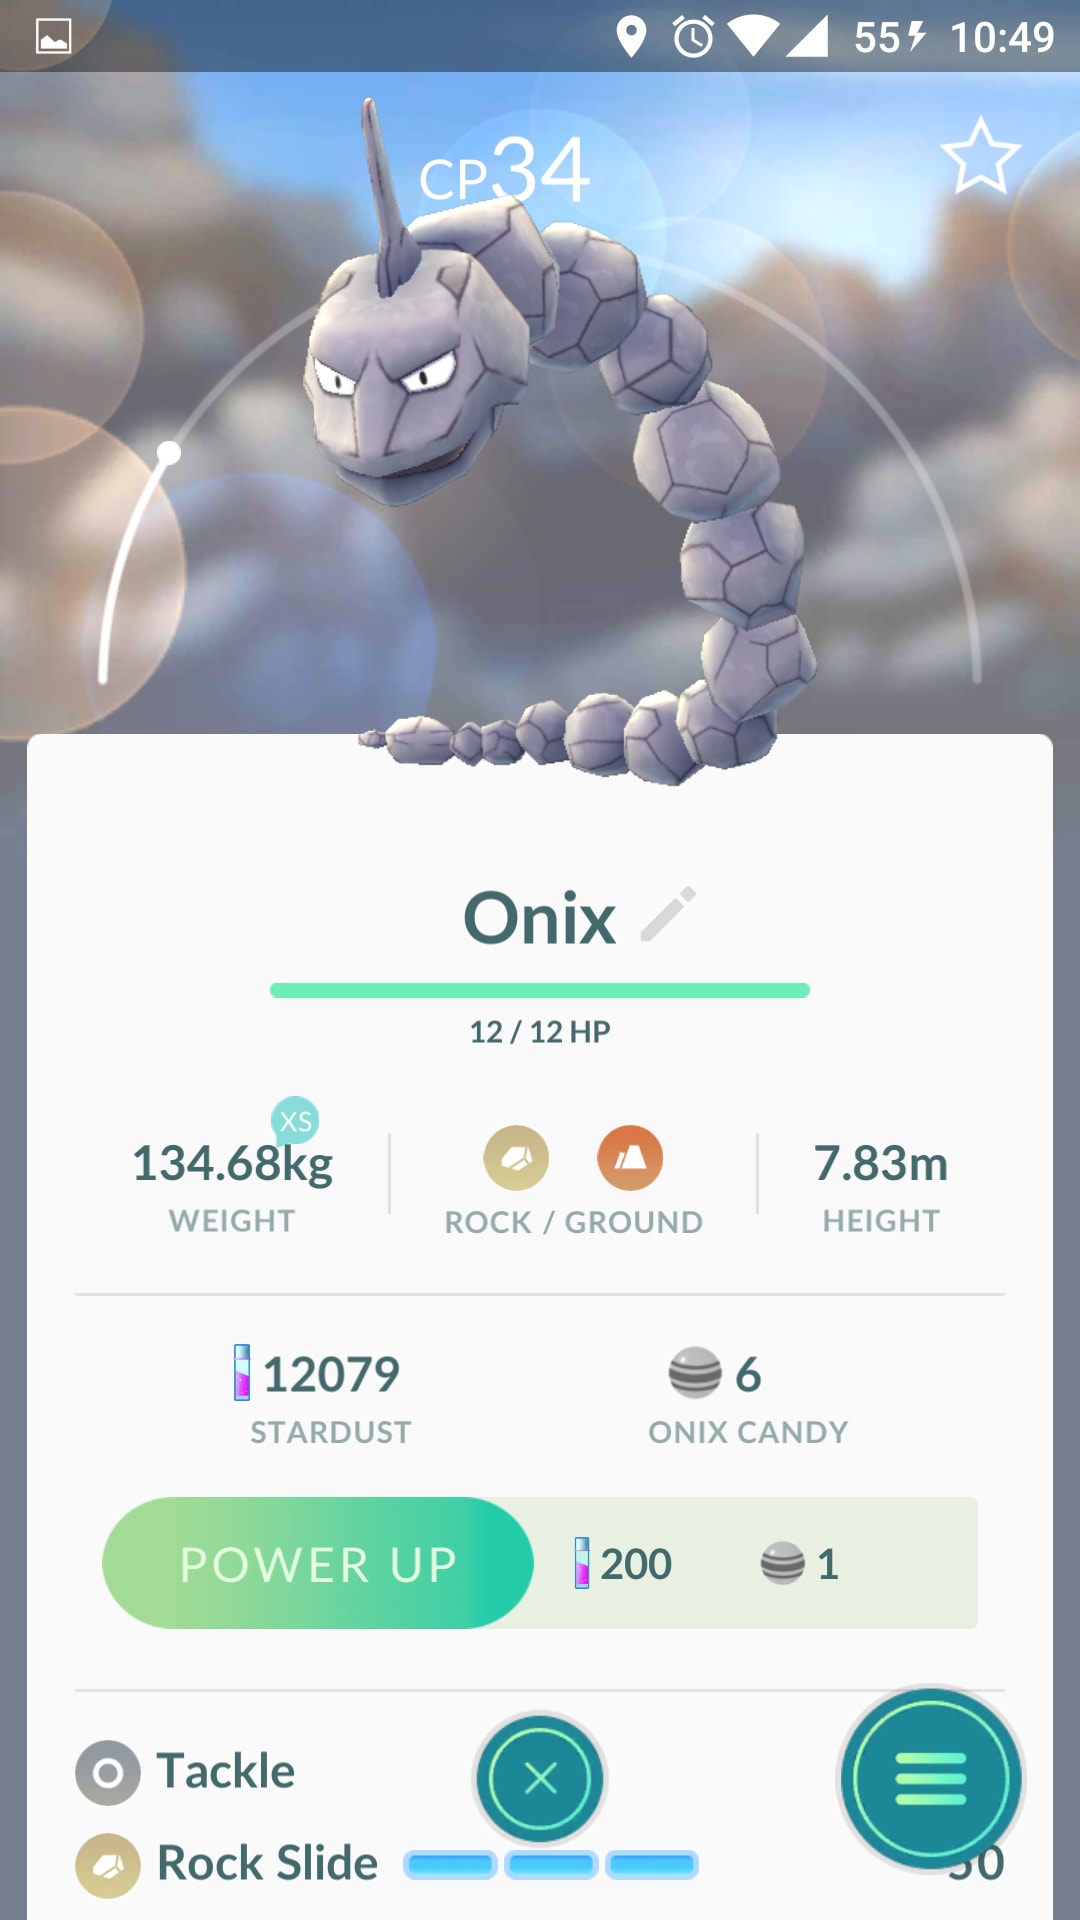 55 10:49
CP34
Onix
12 / 12 HP
XS
134.68kg
WEIGHT
ROCK / GROUND
7.83m
HEIGHT
12079
STARDUST
6
ONIX CANDY
POWER UP
200
1
Tackle
Rock Slide